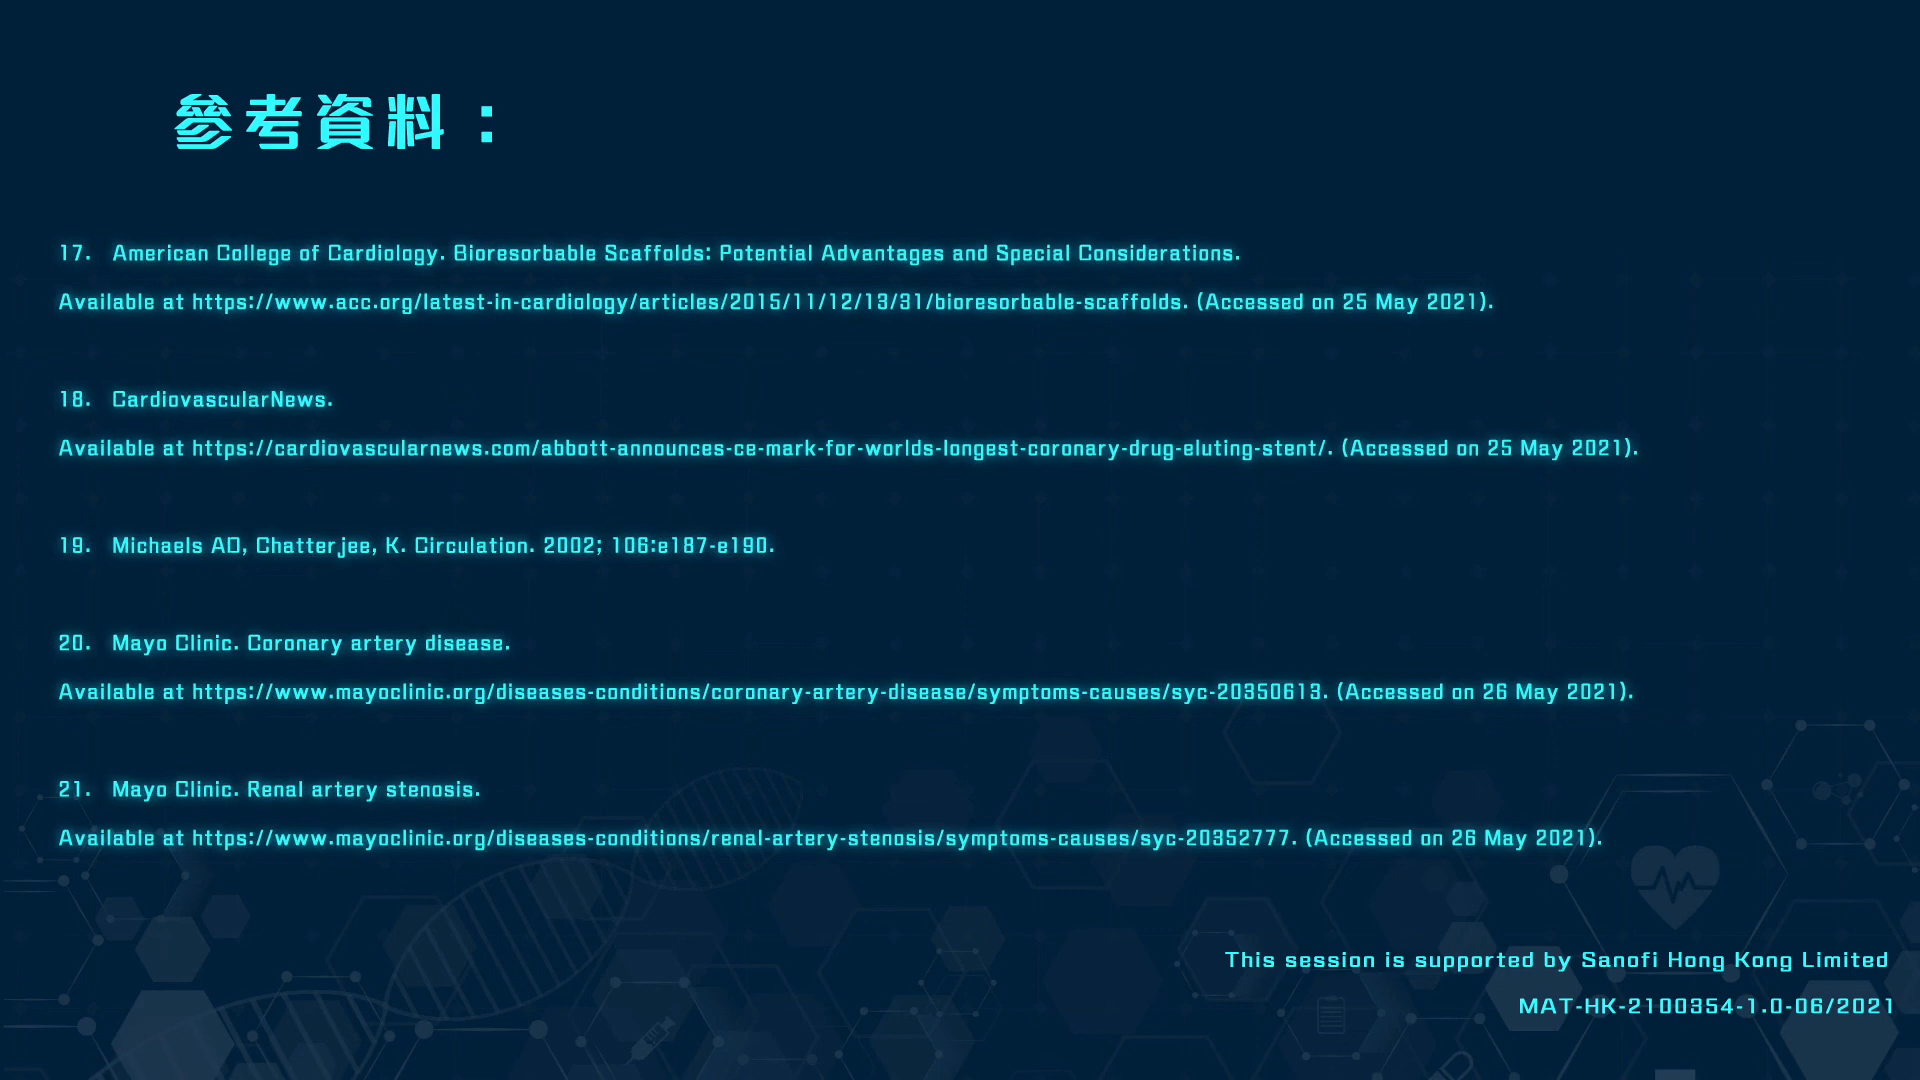 參考資料：
17. American College of Cardiology. Bioresorbable Scaffolds: Potential Advantages and Special Considerations.
Available at https://www.acc.org/latest-in-cardiology/articles/2015/11/12/13/31/bioresorbable-scaffolds. (Accessed on 25 May 2021).
18. CardiovascularNews.
Available at https://cardiovascularnews.com/abbott-announces-ce-mark-for-worlds-longest-coronary-drug-eluting-stent/. (Accessed on 25 May 2021).
19. Michaels AD, Chatterjee, K. Circulation. 2002; 106:e187-e190.
20. Mayo Clinic. Coronary artery disease.
Available at https://www.mayoclinic.org/diseases-conditions/coronary-artery-disease/symptoms-causes/syc-20350613. (Accessed on 26 May 2021).
21. Mayo Clinic. Renal artery stenosis.
Available at https://www.mayoclinic.org/diseases-conditions/renal-artery-stenosis/symptoms-causes/syc-20352777. (Accessed on 26 May 2021).
This session is supported by Sanofi Hong Kong Limited
MAT-HK-2100354-1.0-06/2021